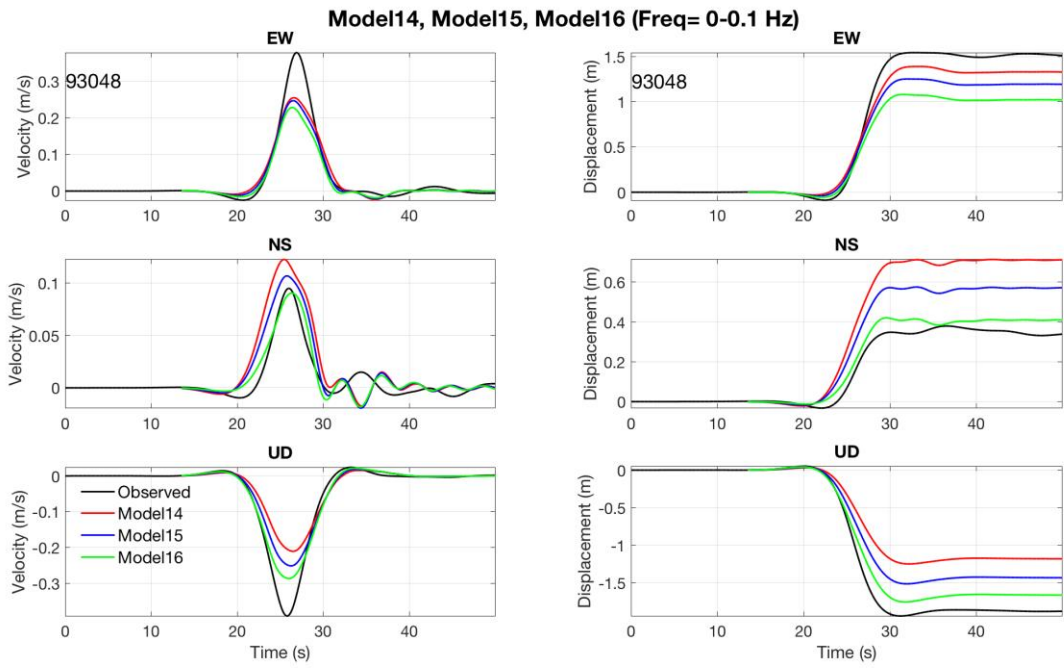 Model14, Model15, Model16 (Freq= 0-0.1 Hz)
EW
Velocity (m/s)
0.3
0.2
0.1
0
93048
0 10 20 30 40
EW
Displacement (m)
1.5
1
0.5
0
93048
0 10 20 30 40
NS
Velocity (m/s)
0.1
0.05
0
0 10 20 30 40
NS
Displacement (m)
0.6
0.4
0.2
0
0 10 20 30 40
UD
Velocity (m/s)
0
-0.1
-0.2
-0.3
Observed
Model14
Model15
Model16
0 10 20 30 40
Time (s)
UD
Displacement (m)
0
-0.5
-1
-1.5
0 10 20 30 40
Time (s)